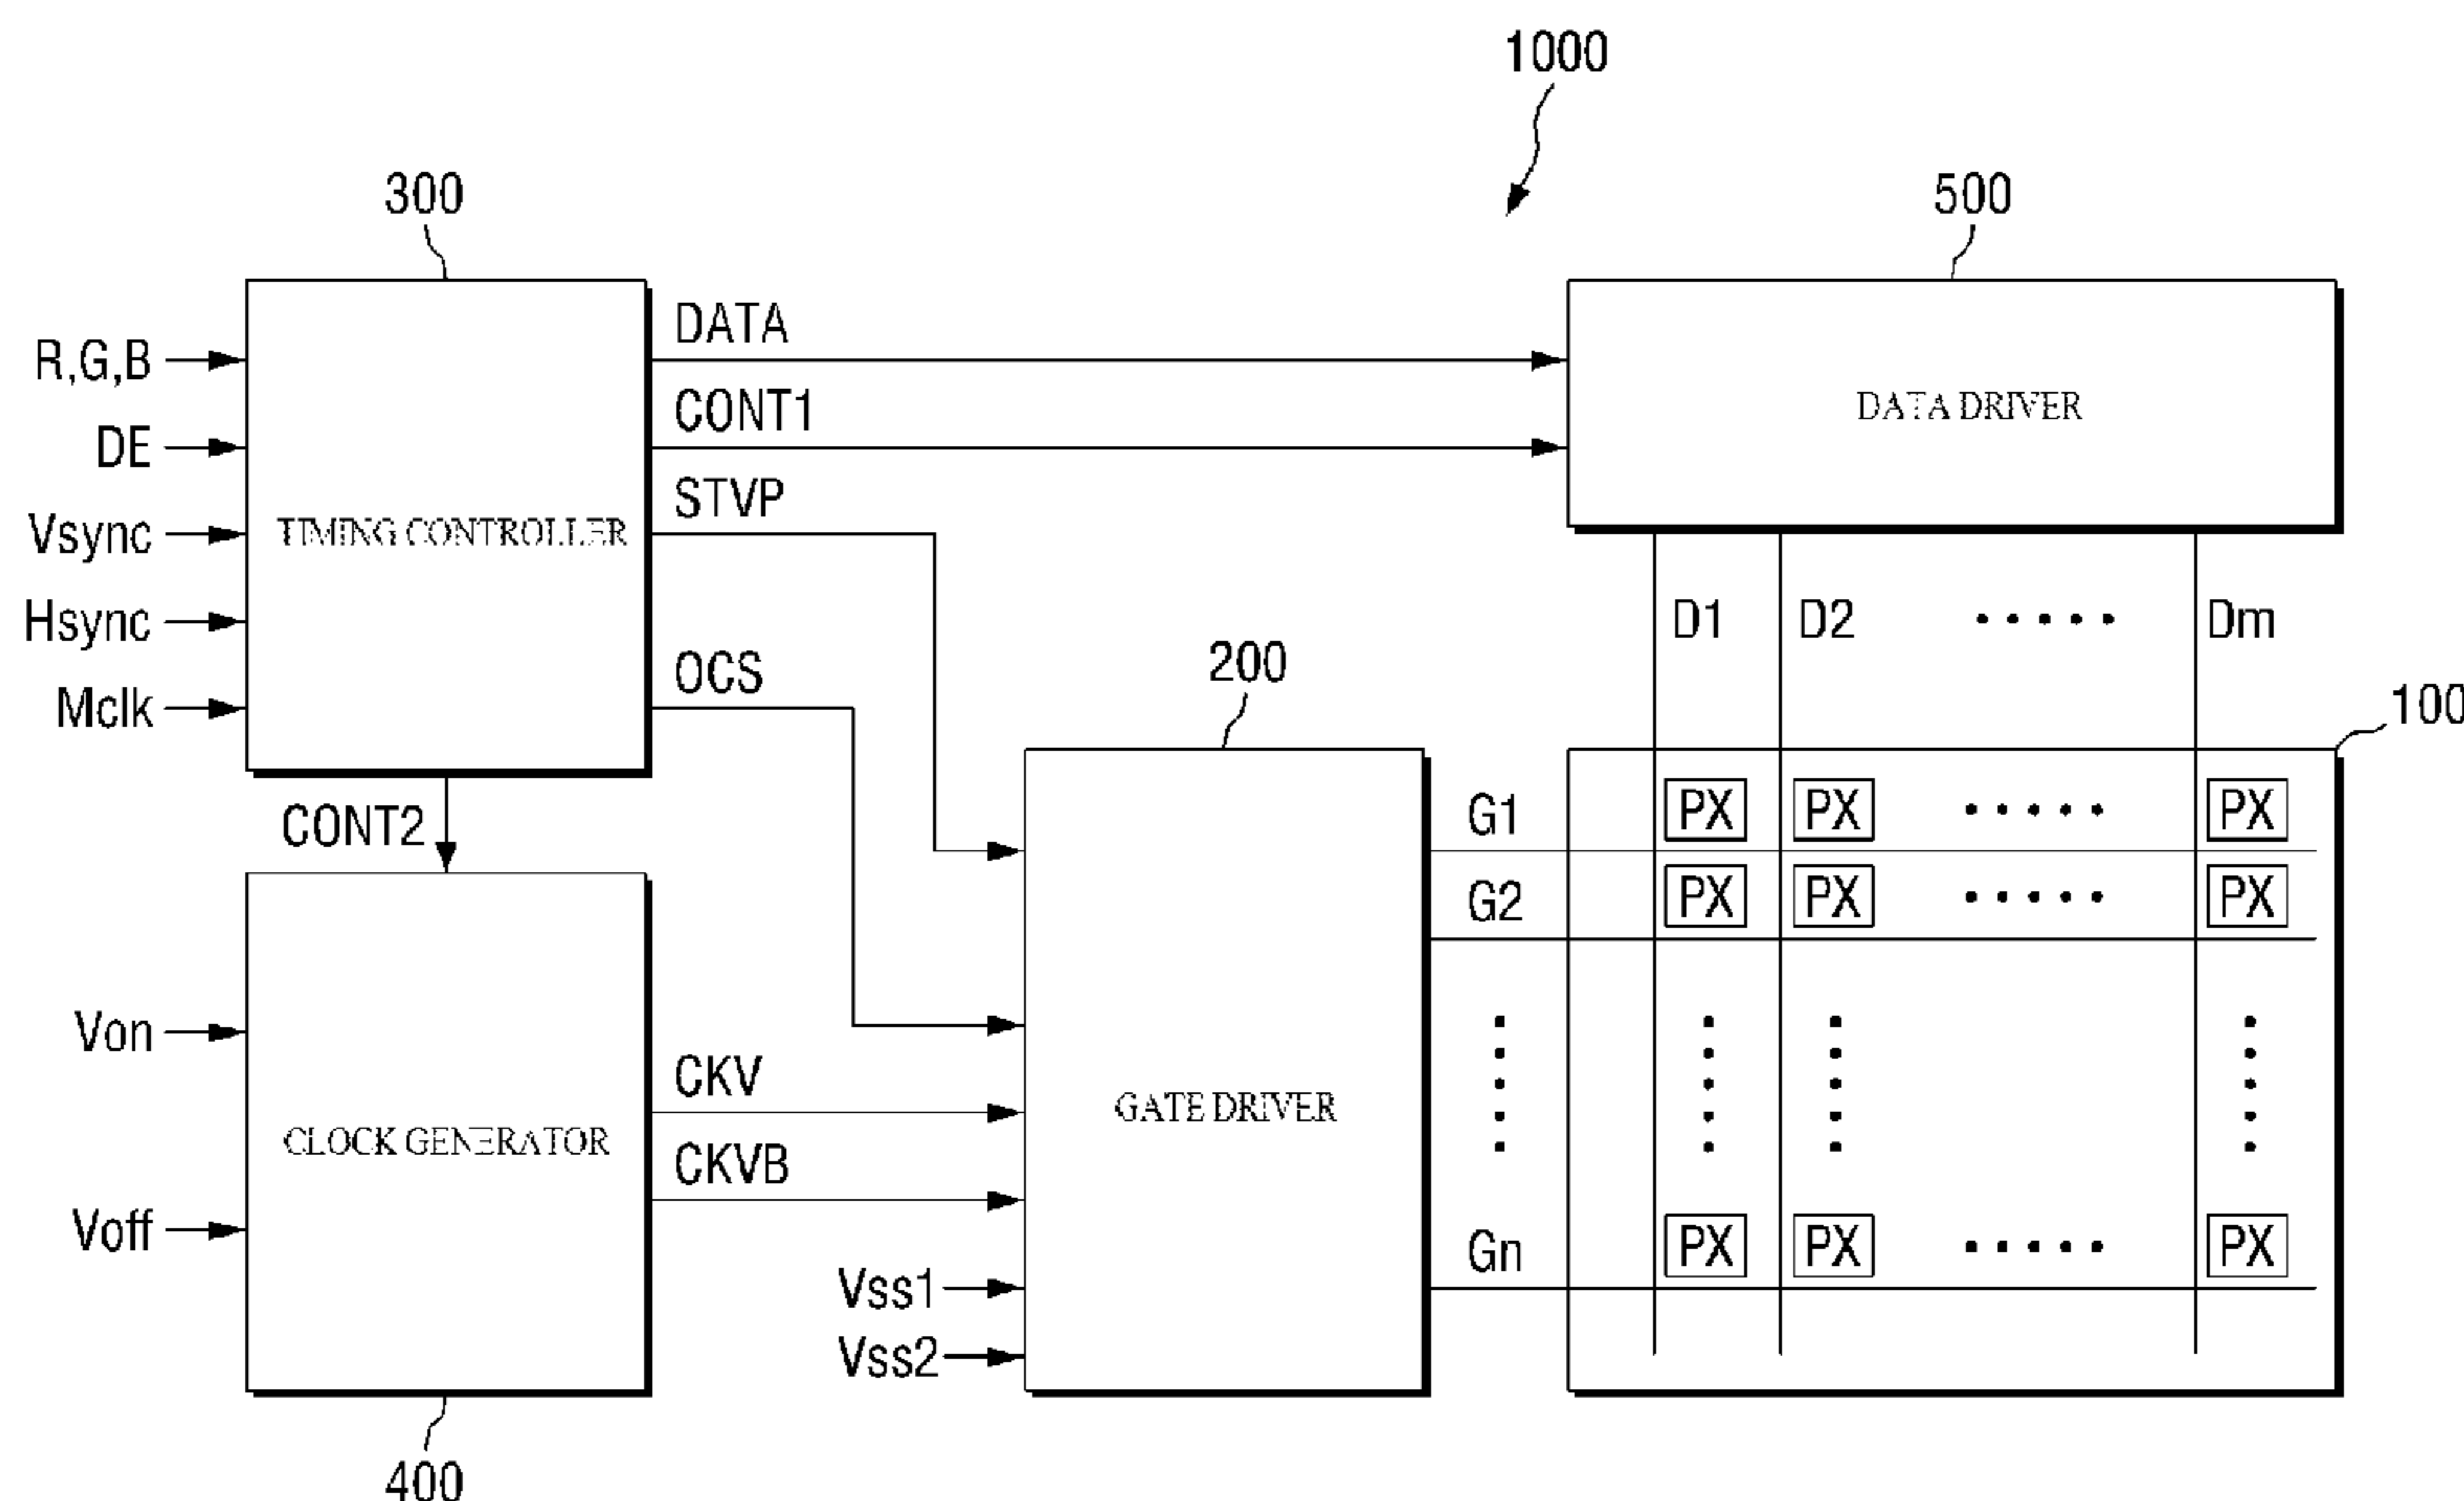 1000
300
500
R,G,B
DATA
CONT1
DATA DRIVER
DE
STVP
Vsync
TIMING CONTROLLER
Hsync
D1 D2 Dm
OCS
200
Mclk
100
CONT2
G1 PX PX PX
G2 PX PX PX
Von
CKV
GATE DRIVER
CLOCK GENERATOR
CKVB
Voff
Gn PX PX PX
Vss1
Vss2
400